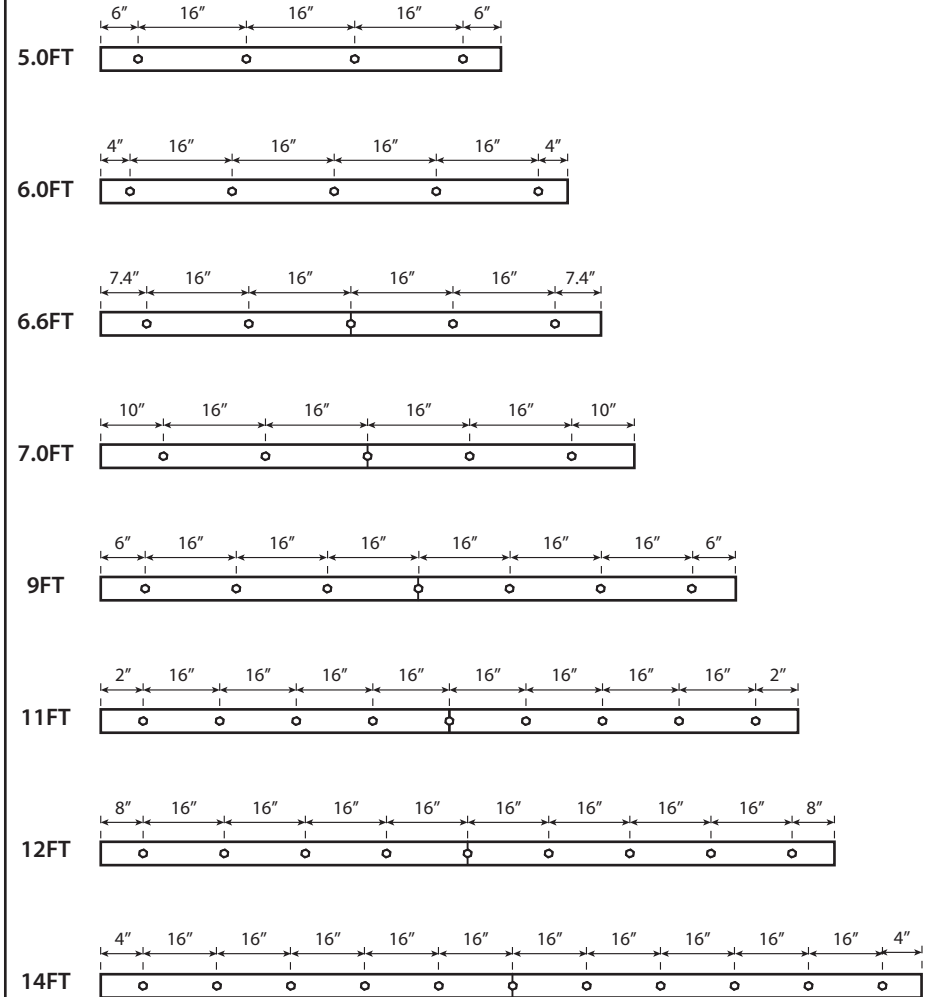 6” 16” 16” 16” 6”
5.0FT
4” 16” 16” 16” 16” 4”
6.0FT
7.4” 16” 16” 16” 16” 7.4”
6.6FT
10” 16” 16” 16” 16” 10”
7.0FT
6” 16” 16” 16” 16” 16” 16” 6”
9FT
2” 16” 16” 16” 16” 16” 16” 16” 16” 2”
11FT
8” 16” 16” 16” 16” 16” 16” 16” 16” 8”
12FT
4” 16” 16” 16” 16” 16” 16” 16” 16” 16” 16” 4”
14FT